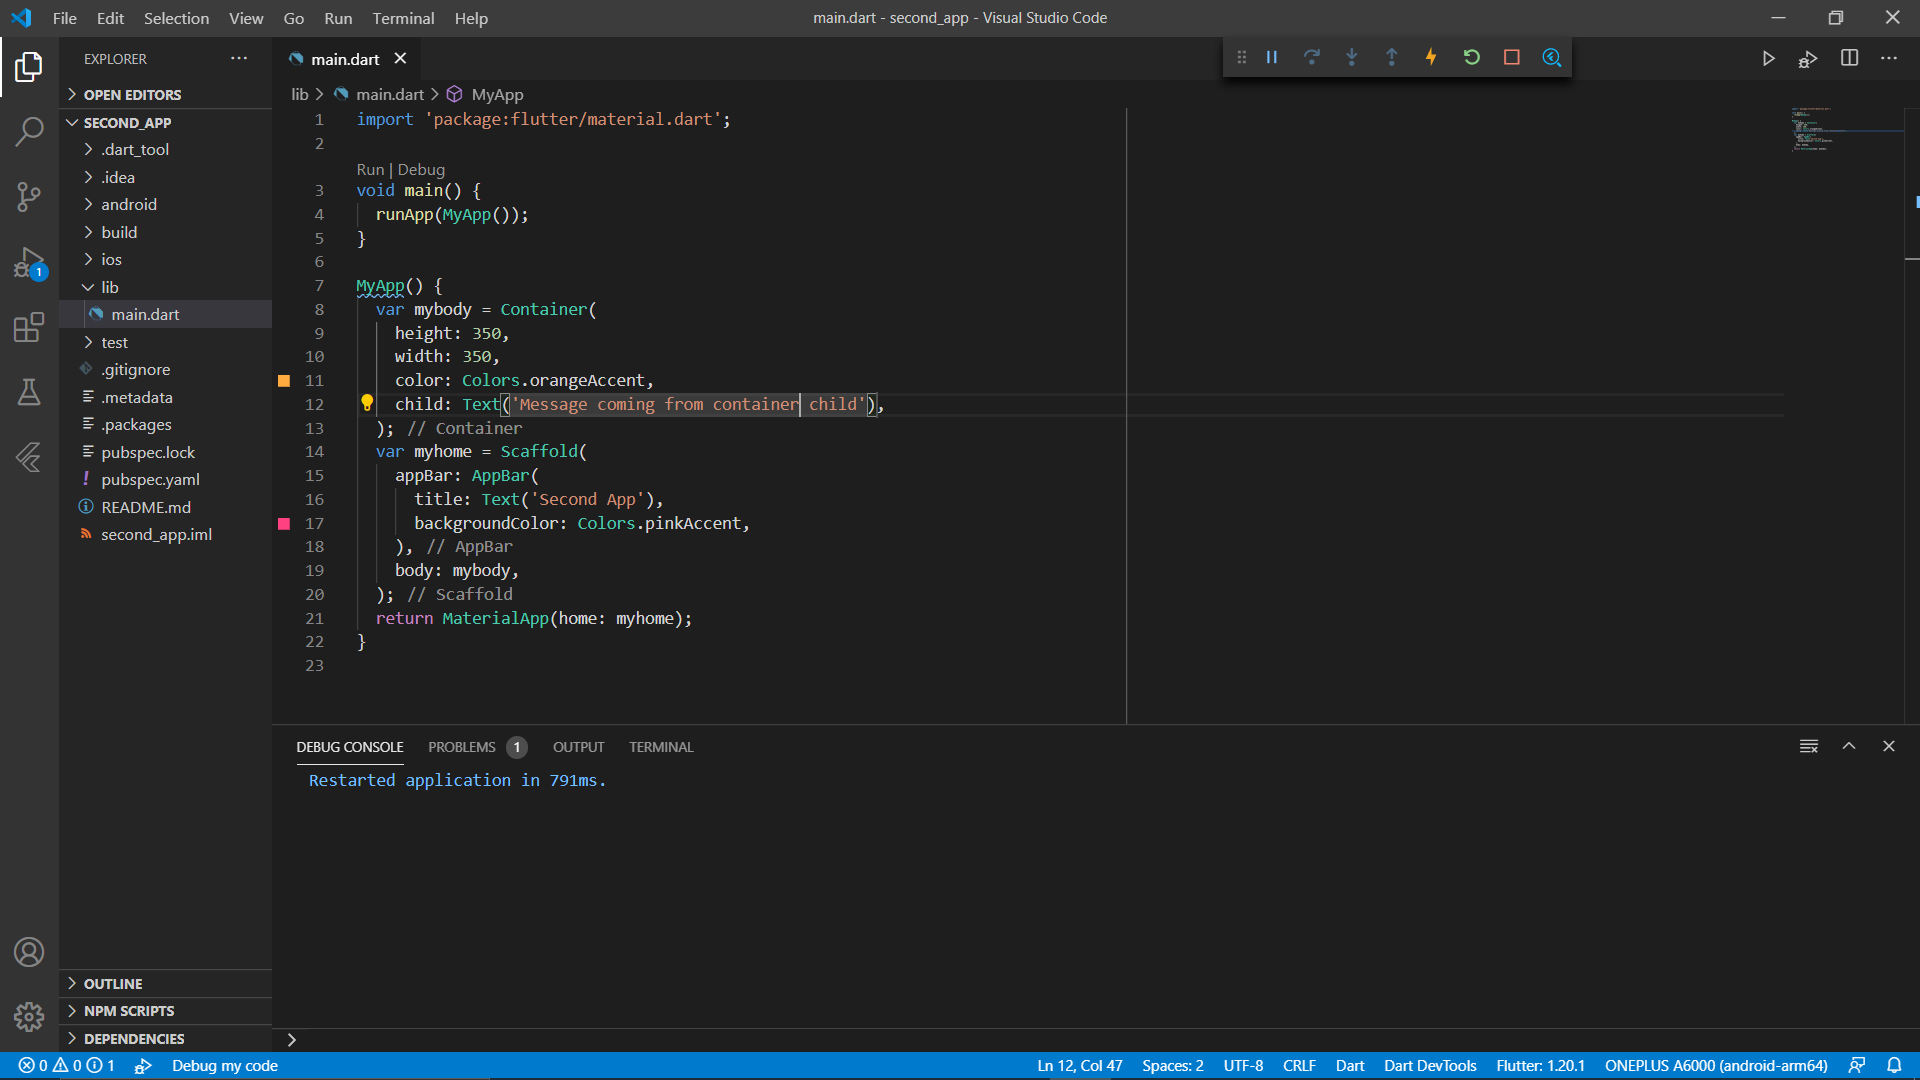 File Edit Selection View Go Run Terminal Help
main.dart - second_app - Visual Studio Code
EXPLORER
OPEN EDITORS
SECOND_APP
.dart_tool
.idea
android
build
ios
lib
main.dart
test
.gitignore
.metadata
.packages
pubspec.lock
pubspec.yaml
README.md
second_app.iml
OUTLINE
NPM SCRIPTS
DEPENDENCIES
1
main.dart
lib > main.dart > MyApp
1 import 'package:flutter/material.dart';
2
Run | Debug
3 void main() {
4 runApp(MyApp());
5 }
6
7 MyApp() {
8 var mybody = Container(
9 height: 350,
10 width: 350,
11 color: Colors.orangeAccent,
12 child: Text('Message coming from container child'),
13 ); // Container
14 var myhome = Scaffold(
15 appBar: AppBar(
16 title: Text('Second App'),
17 backgroundColor: Colors.pinkAccent,
18 ), // AppBar
19 body: mybody,
20 ); // Scaffold
21 return MaterialApp(home: myhome);
22 }
23
DEBUG CONSOLE PROBLEMS 1 OUTPUT TERMINAL
Restarted application in 791ms.
0 0 1 Debug my code
Ln 12, Col 47 Spaces: 2 UTF-8 CRLF Dart Dart DevTools Flutter: 1.20.1 ONEPLUS A6000 (android-arm64)